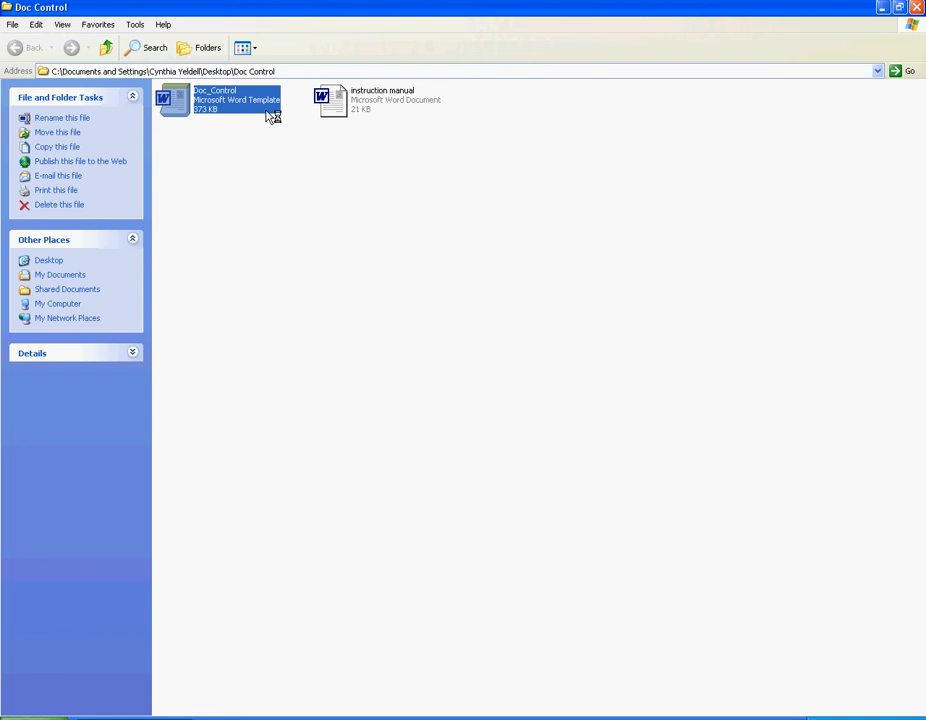 Doc Control
File Edit View Favorites Tools Help
Back Search Folders
Address C:\Documents and Settings\Cynthia Yeldell\Desktop\Doc Control Go
File and Folder Tasks
Rename this file
Move this file
Copy this file
Publish this file to the Web
E-mail this file
Print this file
Delete this file
Other Places
Desktop
My Documents
Shared Documents
My Computer
My Network Places
Details
Doc_Control
Microsoft Word Template
373 KB
instruction manual
Microsoft Word Document
21 KB